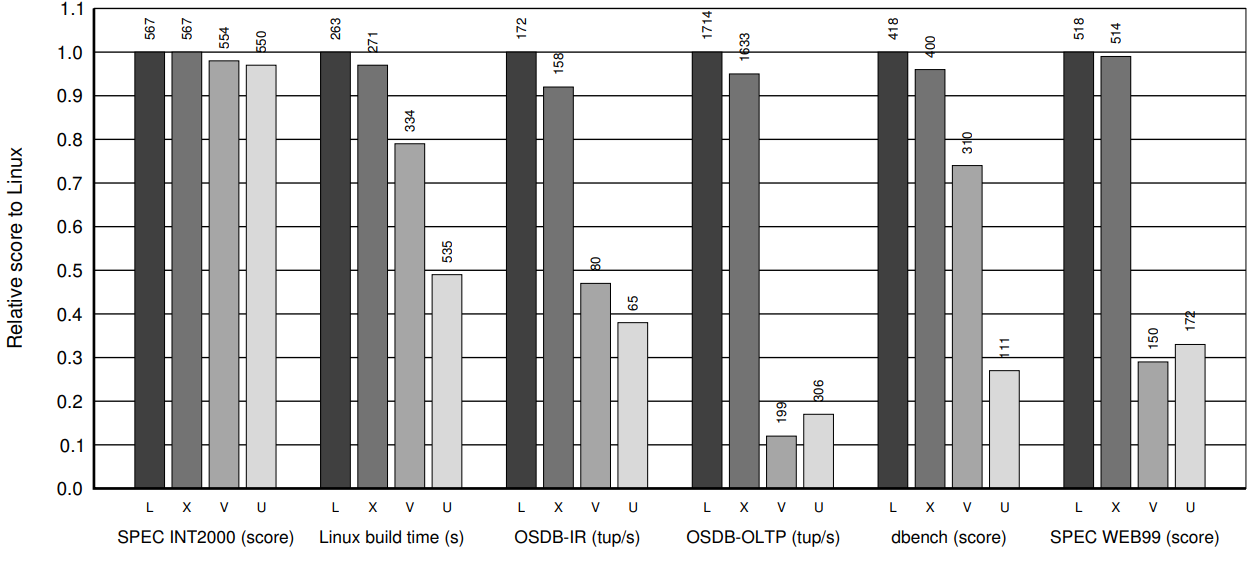 1.1
1.0
0.9
0.8
0.7
0.6
0.5
0.4
0.3
0.2
0.1
0.0
Relative score to Linux
567 567 554 550
263 271 334 535
172 158 80 65
1714 1633 199 306
418 400 310 111
518 514 150 172
L X V U L X V U L X V U L X V U L X V U L X V U
SPEC INT2000 (score) Linux build time (s) OSDB-IR (tup/s) OSDB-OLTP (tup/s) dbench (score) SPEC WEB99 (score)